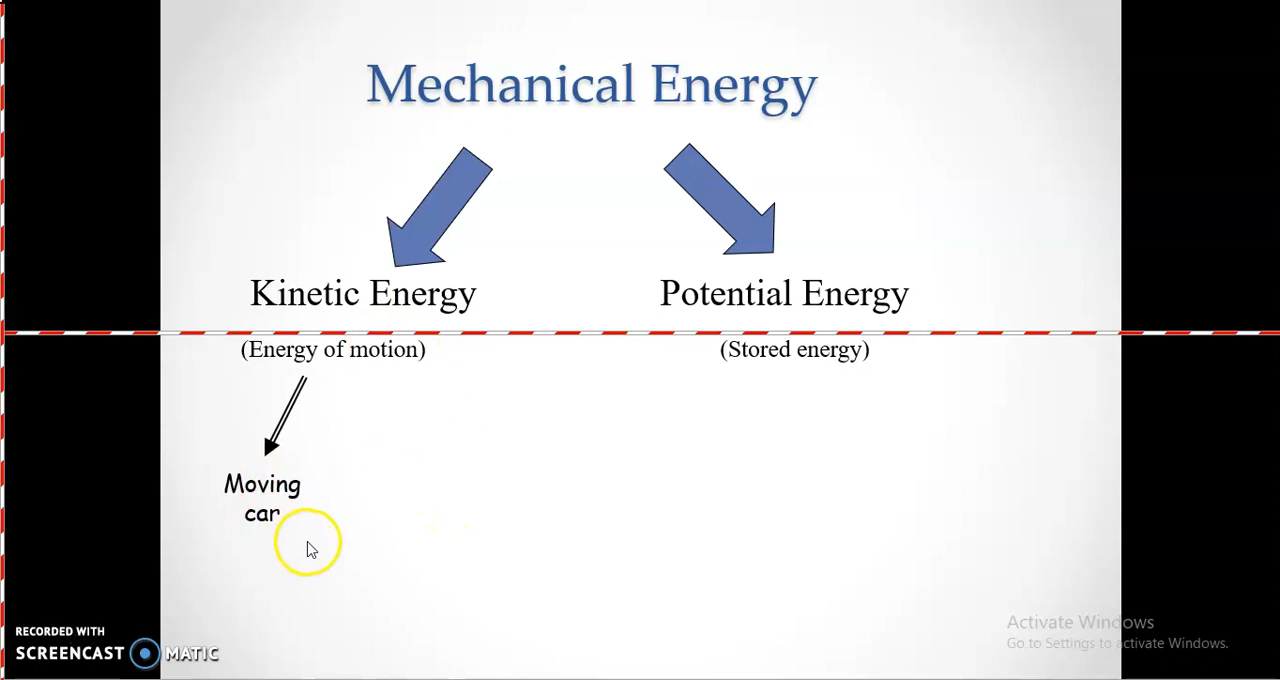 Mechanical Energy
Kinetic Energy
Potential Energy
(Energy of motion)
(Stored energy)
Moving
car
RECORDED WITH
SCREENCAST MATIC
Activate Windows
Go to Settings to activate Windows.